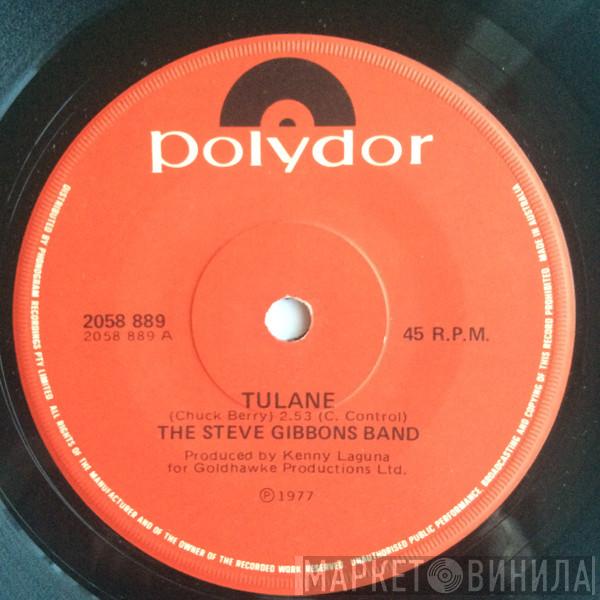 polydor
2058 889
2058 889 A
45 R.P.M.
TULANE
(Chuck Berry) 2.53 (C. Control)
THE STEVE GIBBONS BAND
Produced by Kenny Laguna
for Goldhawke Productions Ltd.
℗ 1977
DISTRIBUTED BY PHONOGRAM RECORDINGS PTY LIMITED. ALL RIGHTS OF THE MANUFACTURER AND OF THE OWNER OF THE RECORDED WORK RESERVED. UNAUTHORISED PUBLIC PERFORMANCE, BROADCASTING AND COPYING OF THIS RECORD PROHIBITED. MADE IN AUSTRALIA
МАРКЕТ ВИНИЛА